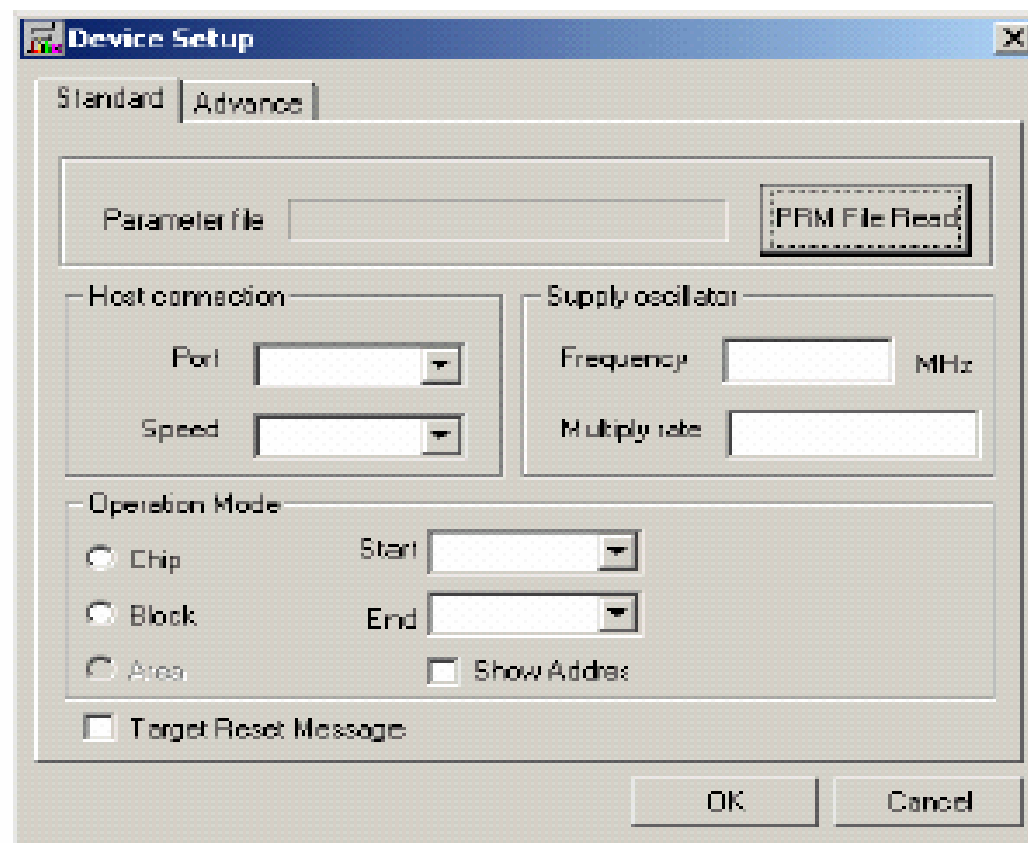 Device Setup
Standard
Advance
Parameter file
PRM File Read
Host connection
Port
Speed
Supply oscillator
Frequency
MHz
Multiply rate
Operation Mode
Chip
Start
Block
End
Area
Show Addres
Target Reset Message
OK
Cancel